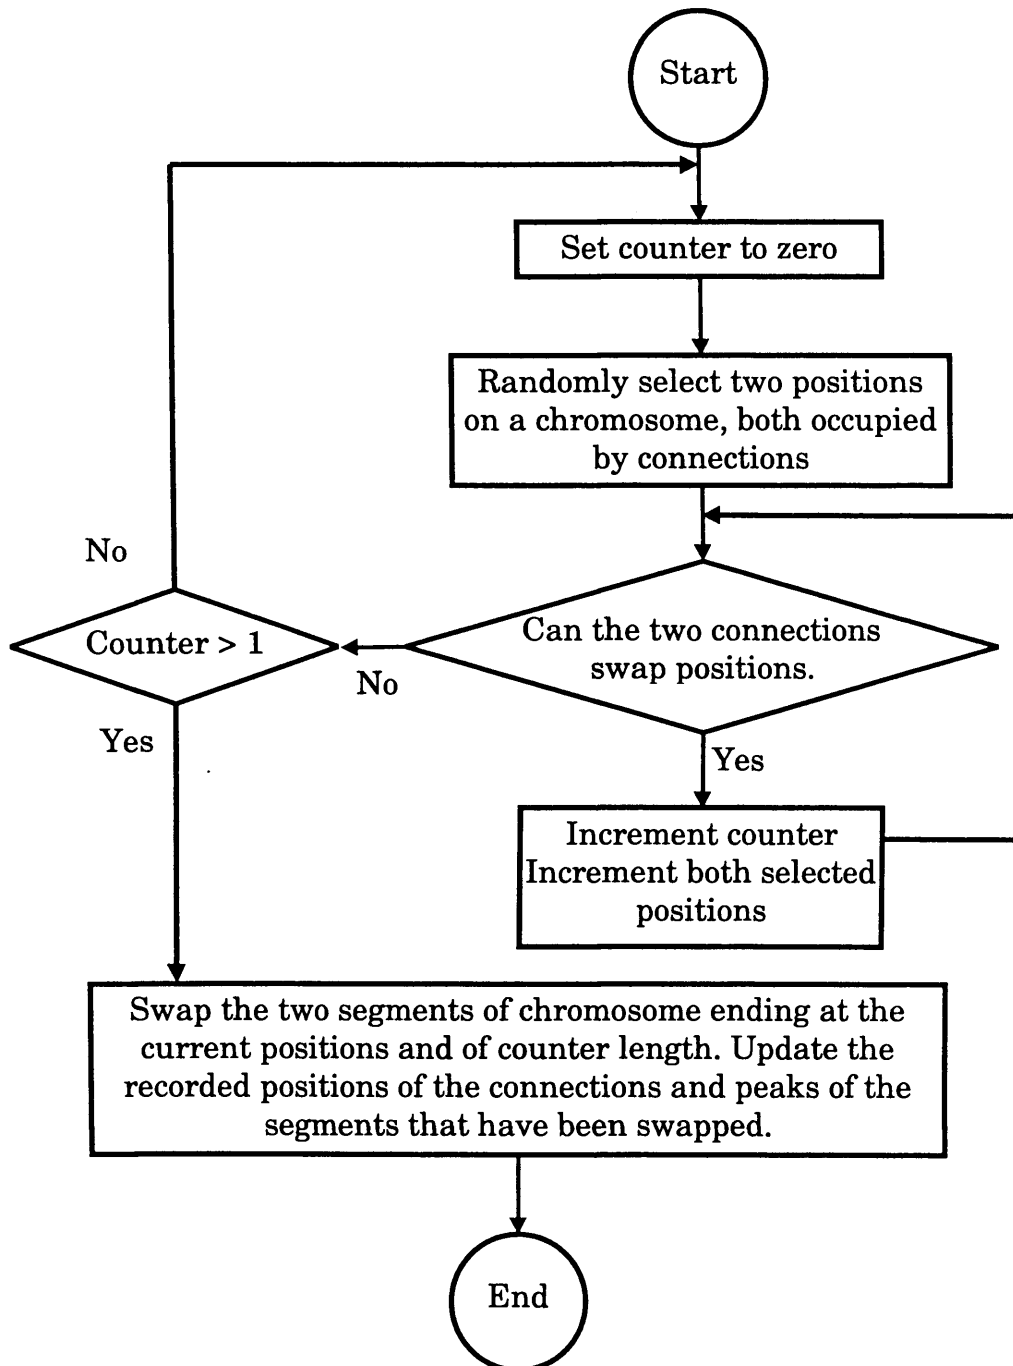 Start
Set counter to zero
Randomly select two positions
on a chromosome, both occupied
by connections
No
Counter > 1
Can the two connections
swap positions.
No
Yes
Yes
Increment counter
Increment both selected
positions
Swap the two segments of chromosome ending at the
current positions and of counter length. Update the
recorded positions of the connections and peaks of the
segments that have been swapped.
End